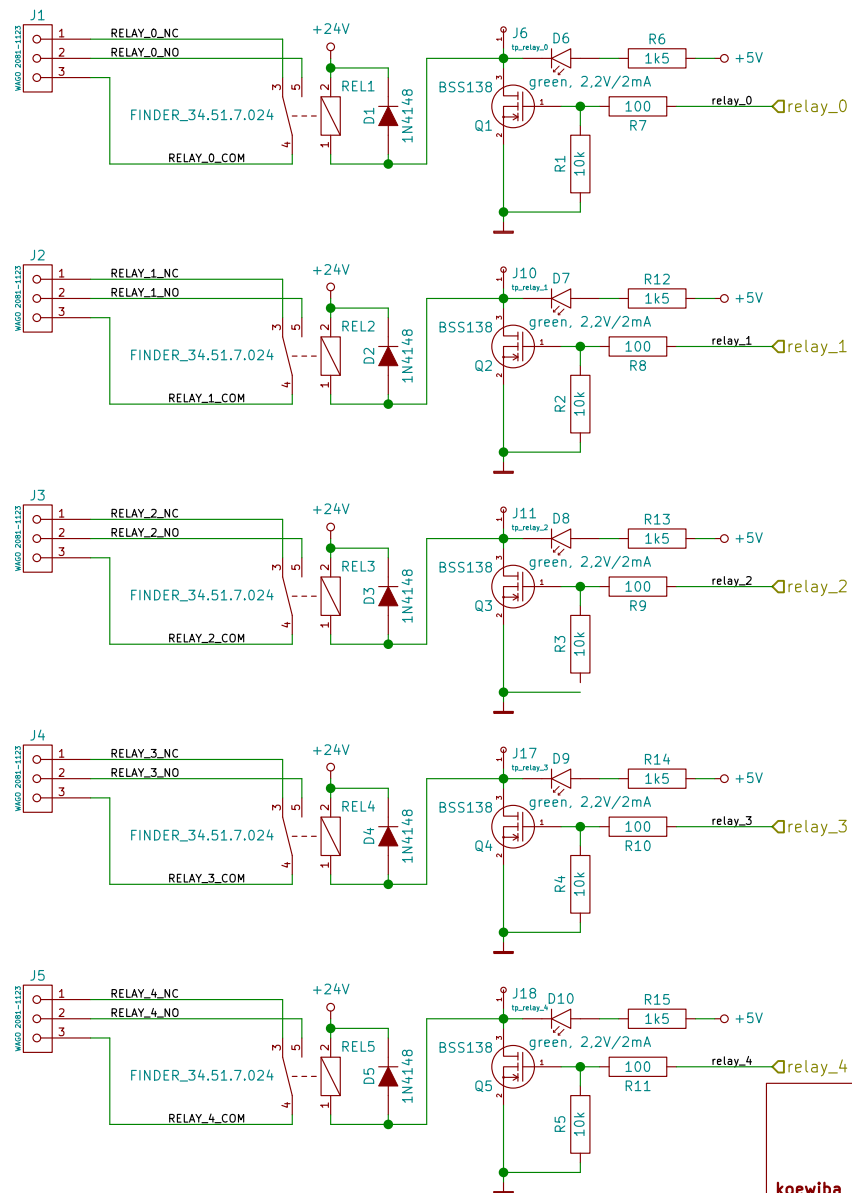 J1
WAGO 2081-1123
1 RELAY_0_NC
2 RELAY_0_NO
3
+24V
3 5 2 REL1
FINDER_34.51.7.024
4 1
D1
1N4148
RELAY_0_COM
1 J6
tp_relay_0
D6
R6
1k5
+5V
green, 2,2V/2mA
BSS138
3
1
2
Q1
100
R7
relay_0
relay_0
R1
10k
J2
WAGO 2081-1123
1 RELAY_1_NC
2 RELAY_1_NO
3
+24V
3 5 2 REL2
FINDER_34.51.7.024
4 1
D2
1N4148
RELAY_1_COM
1 J10
tp_relay_1
D7
R12
1k5
+5V
green, 2,2V/2mA
BSS138
3
1
2
Q2
100
R8
relay_1
relay_1
R2
10k
J3
WAGO 2081-1123
1 RELAY_2_NC
2 RELAY_2_NO
3
+24V
3 5 2 REL3
FINDER_34.51.7.024
4 1
D3
1N4148
RELAY_2_COM
1 J11
tp_relay_2
D8
R13
1k5
+5V
green, 2,2V/2mA
BSS138
3
1
2
Q3
100
R9
relay_2
relay_2
R3
10k
J4
WAGO 2081-1123
1 RELAY_3_NC
2 RELAY_3_NO
3
+24V
3 5 2 REL4
FINDER_34.51.7.024
4 1
D4
1N4148
RELAY_3_COM
1 J17
tp_relay_3
D9
R14
1k5
+5V
green, 2,2V/2mA
BSS138
3
1
2
Q4
100
R10
relay_3
relay_3
R4
10k
J5
WAGO 2081-1123
1 RELAY_4_NC
2 RELAY_4_NO
3
+24V
3 5 2 REL5
FINDER_34.51.7.024
4 1
D5
1N4148
RELAY_4_COM
1 J18
tp_relay_4
D10
R15
1k5
+5V
green, 2,2V/2mA
BSS138
3
1
2
Q5
100
R11
relay_4
relay_4
R5
10k
koewiba